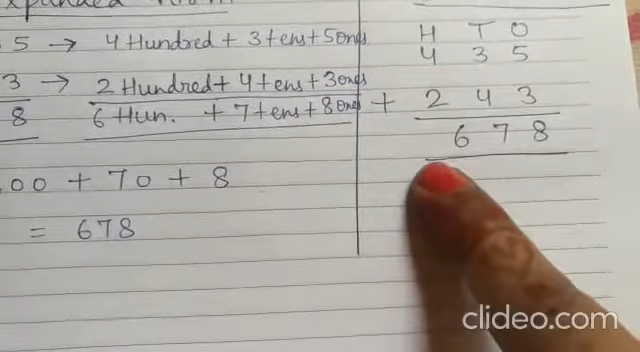 5 → 4 Hundred + 3 tens + 5 ones
3 → 2 Hundred + 4 tens + 3 ones
8 6 Hun. + 7 tens + 8 ones
00 + 70 + 8
= 678
H T O
4 3 5
+ 2 4 3
6 7 8
clideo.com